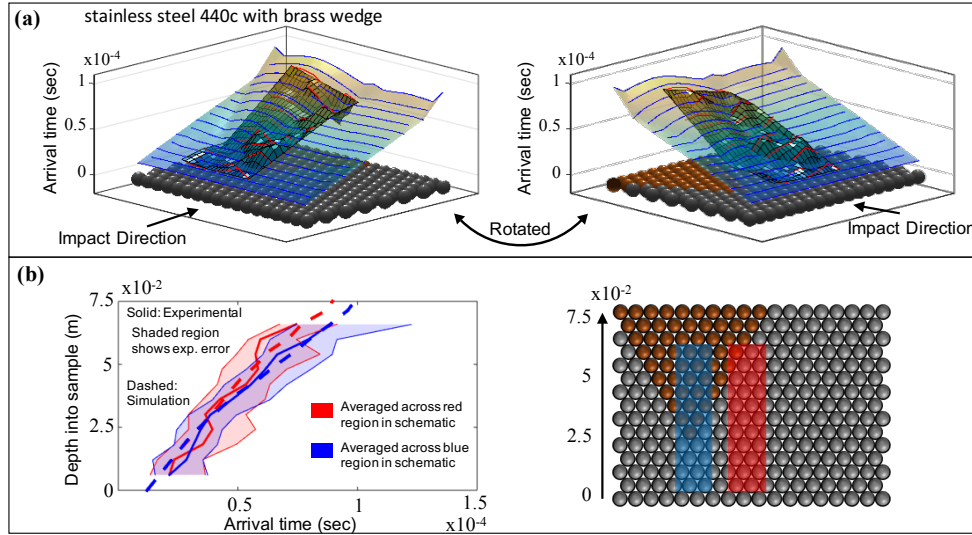 (a)
stainless steel 440c with brass wedge
x10-4
Arrival time (sec)
1
0.5
0
Impact Direction
Rotated
x10-4
Arrival time (sec)
1
0.5
0
Impact Direction
(b)
x10-2
Depth into sample (m)
7.5
5
2.5
0
Solid: Experimental
Shaded region
shows exp. error
Dashed:
Simulation
Averaged across red
region in schematic
Averaged across blue
region in schematic
0.5
1
1.5
Arrival time (sec)
x10-4
x10-2
7.5
5
2.5
0